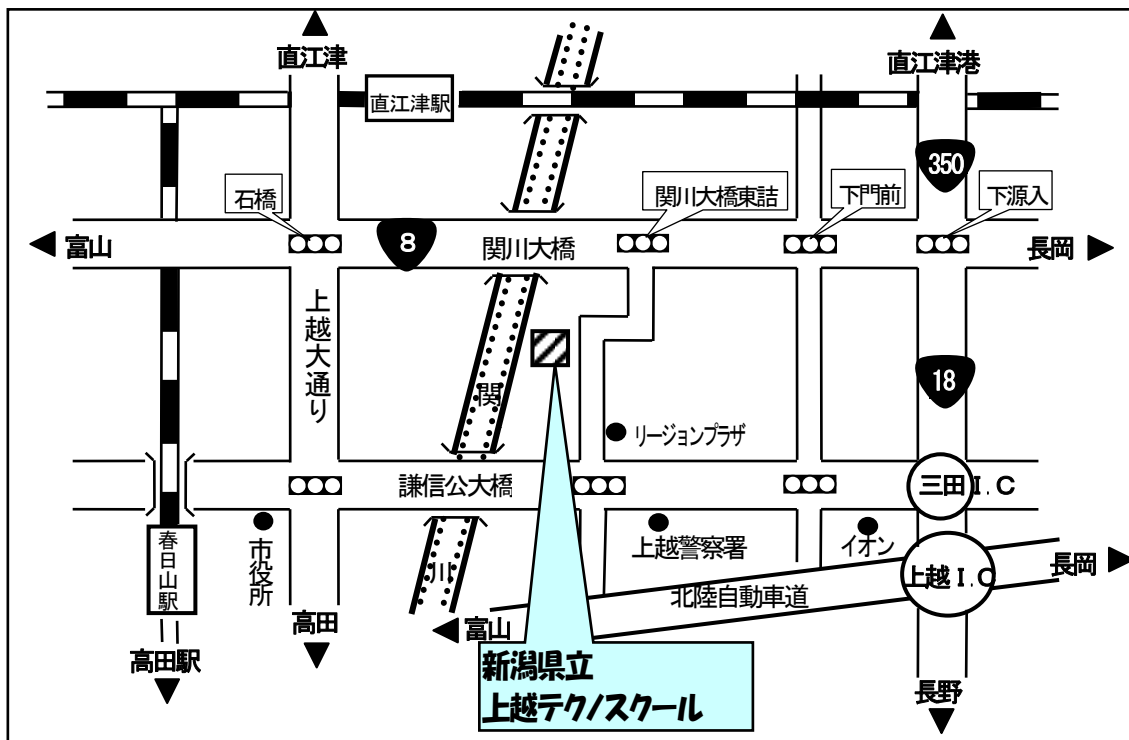 直江津
直江津港
直江津駅
350
石橋
関川大橋東詰
下門前
下源入
富山
8
関川大橋
長岡
上越大通り
関
18
リージョンプラザ
謙信公大橋
三田I.C
春日山駅
市役所
上越警察署
イオン
川
上越I.C
長岡
北陸自動車道
高田
富山
高田駅
新潟県立
上越テクノスクール
長野